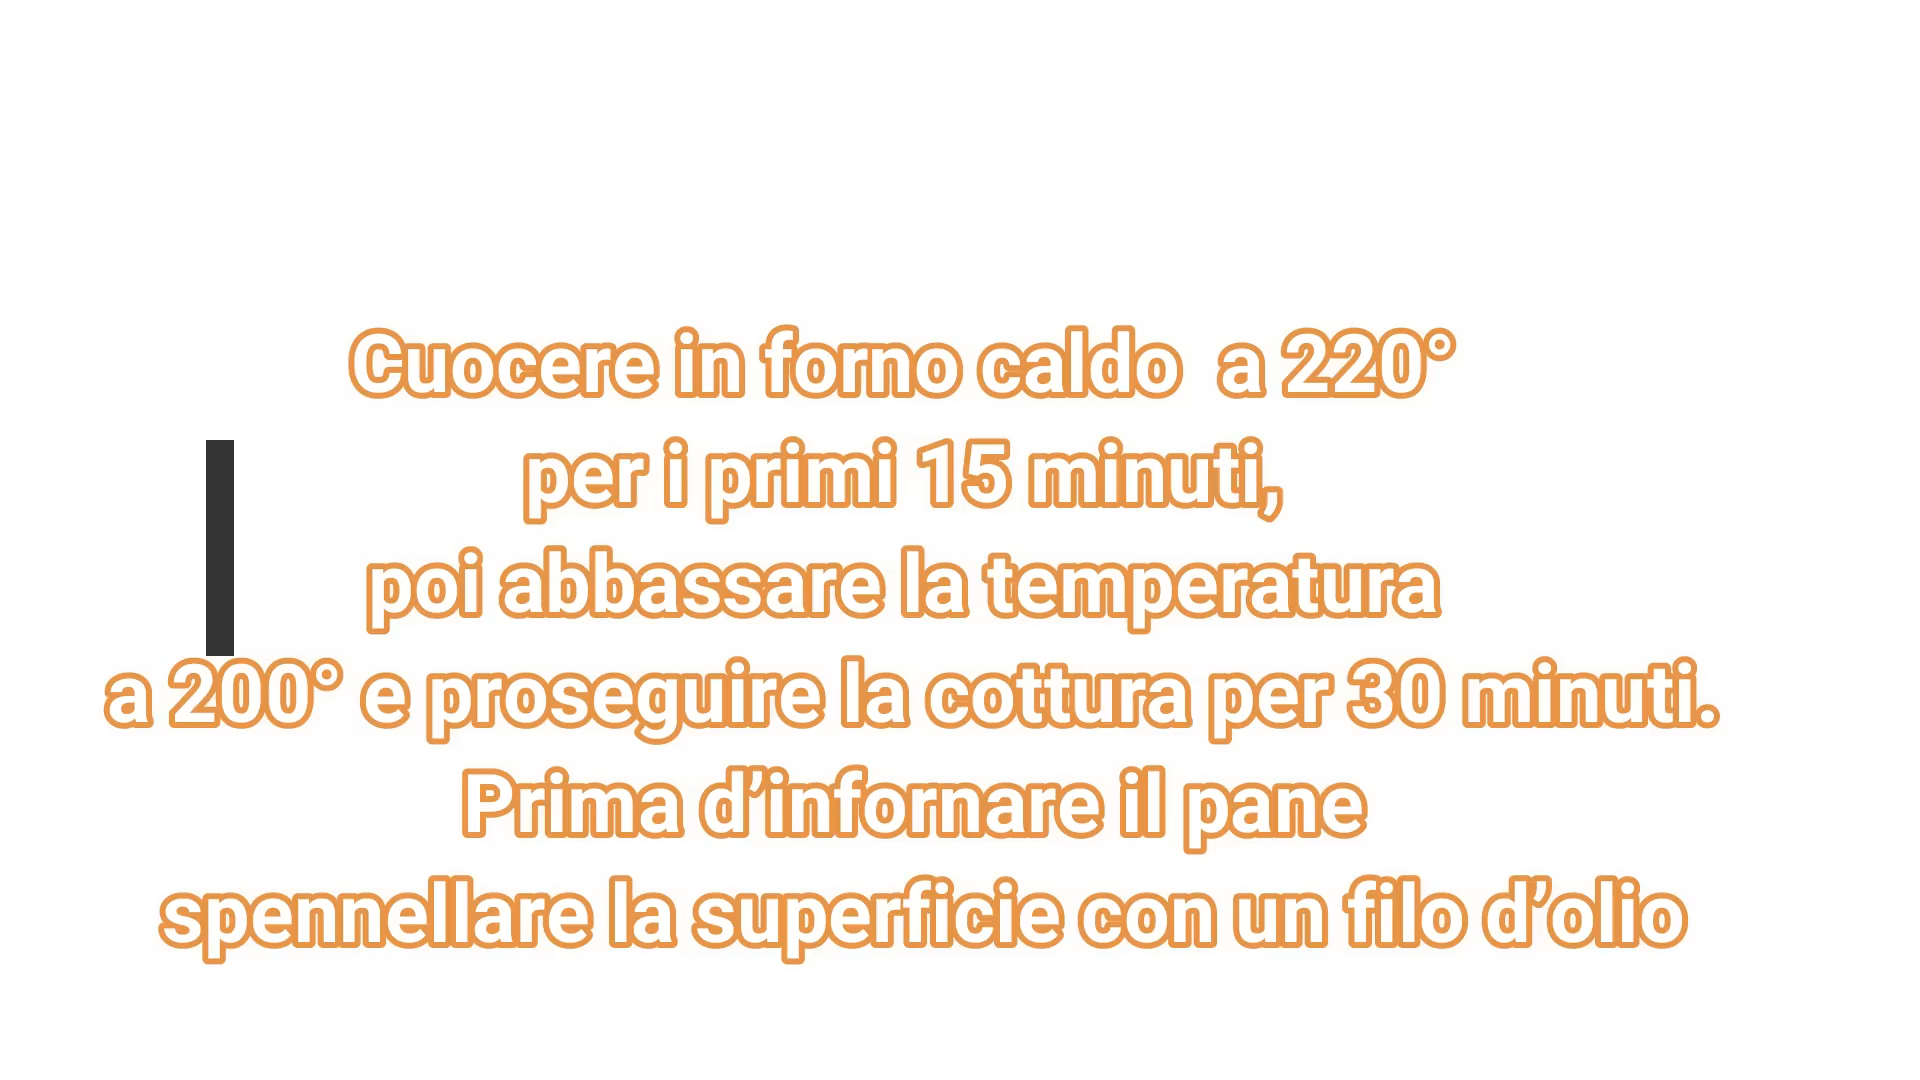 Cuocere in forno caldo  a 220°
per i primi 15 minuti,
poi abbassare la temperatura
a 200° e proseguire la cottura per 30 minuti.
Prima d’infornare il pane
spennellare la superficie con un filo d’olio